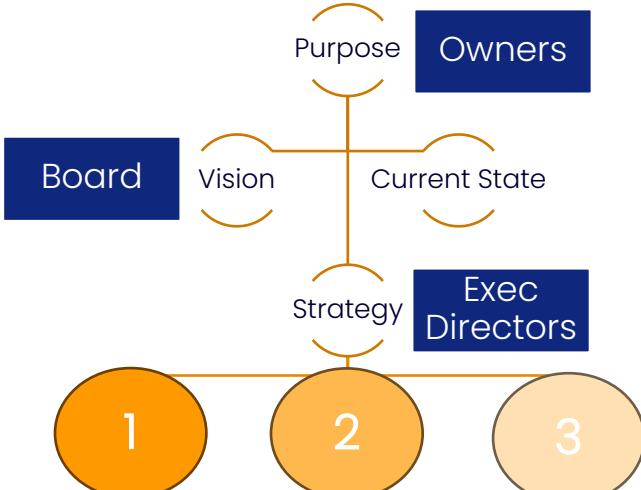 Purpose
Owners
Board
Vision
Current State
Strategy
Exec
Directors
1
2
3